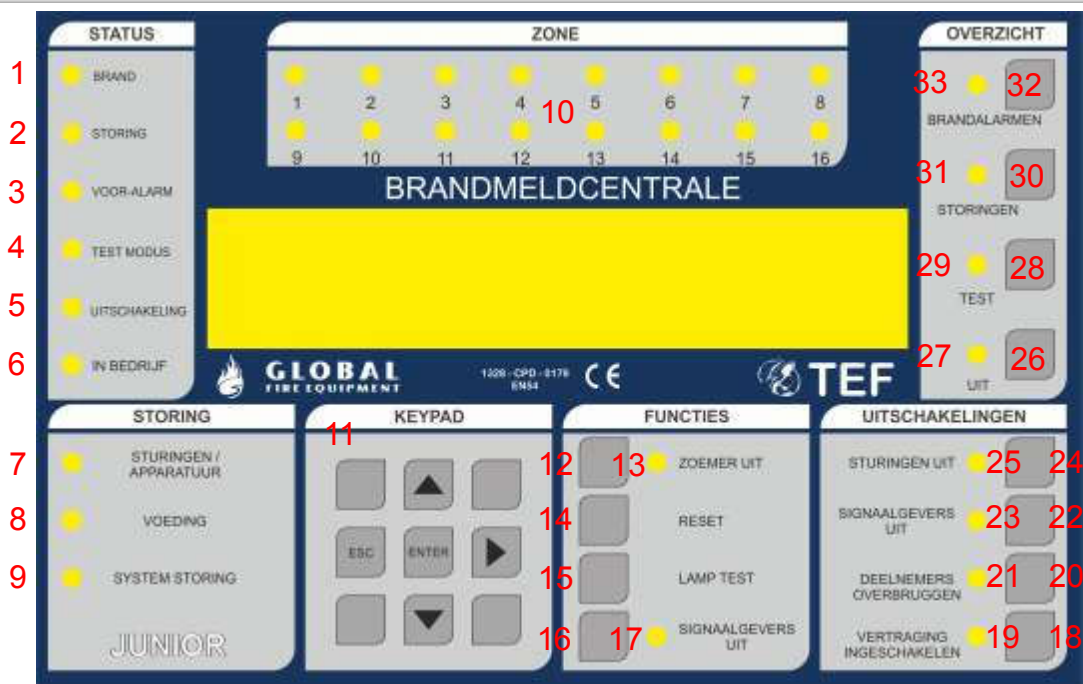 STATUS
ZONE
OVERZICHT
1 BRAND
2 STORING
3 VOOR-ALARM
4 TEST MODUS
5 UITSCHAKELING
6 IN BEDRIJF
1 2 3 4 5 6 7 8
10
9 10 11 12 13 14 15 16
33 32
BRANDALARMEN
31 30
STORINGEN
29 28
TEST
27 26
UIT
BRANDMELDCENTRALE
GLOBAL
FIRE EQUIPMENT
1328 - CPD - 0176
EN54
CE
TEF
STORING
7 STURINGEN /
APPARATUUR
8 VOEDING
9 SYSTEM STORING
JUNIOR
KEYPAD
11
ESC ENTER
FUNCTIES
12 13 ZOEMER UIT
14 RESET
15 LAMP TEST
16 17 SIGNAALGEVERS
UIT
UITSCHAKELINGEN
STURINGEN UIT 25 24
SIGNAALGEVERS
UIT 23 22
DEELNEMERS
OVERBRUGGEN 21 20
VERTRAGING
INGESCHAKELEN 19 18